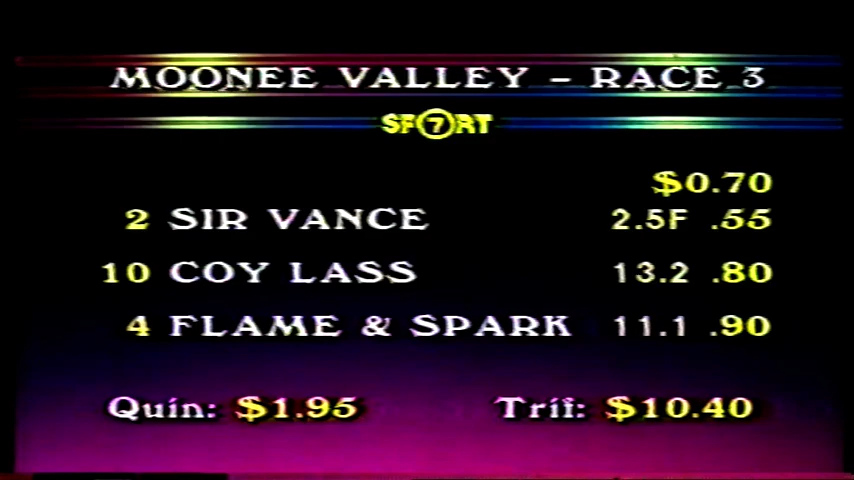 MOONEE VALLEY – RACE 3
SP⑦RT
$0.70
2 SIR VANCE 2.5F .55
10 COY LASS 13.2 .80
4 FLAME & SPARK 11.1 .90
Quin: $1.95 Trif: $10.40